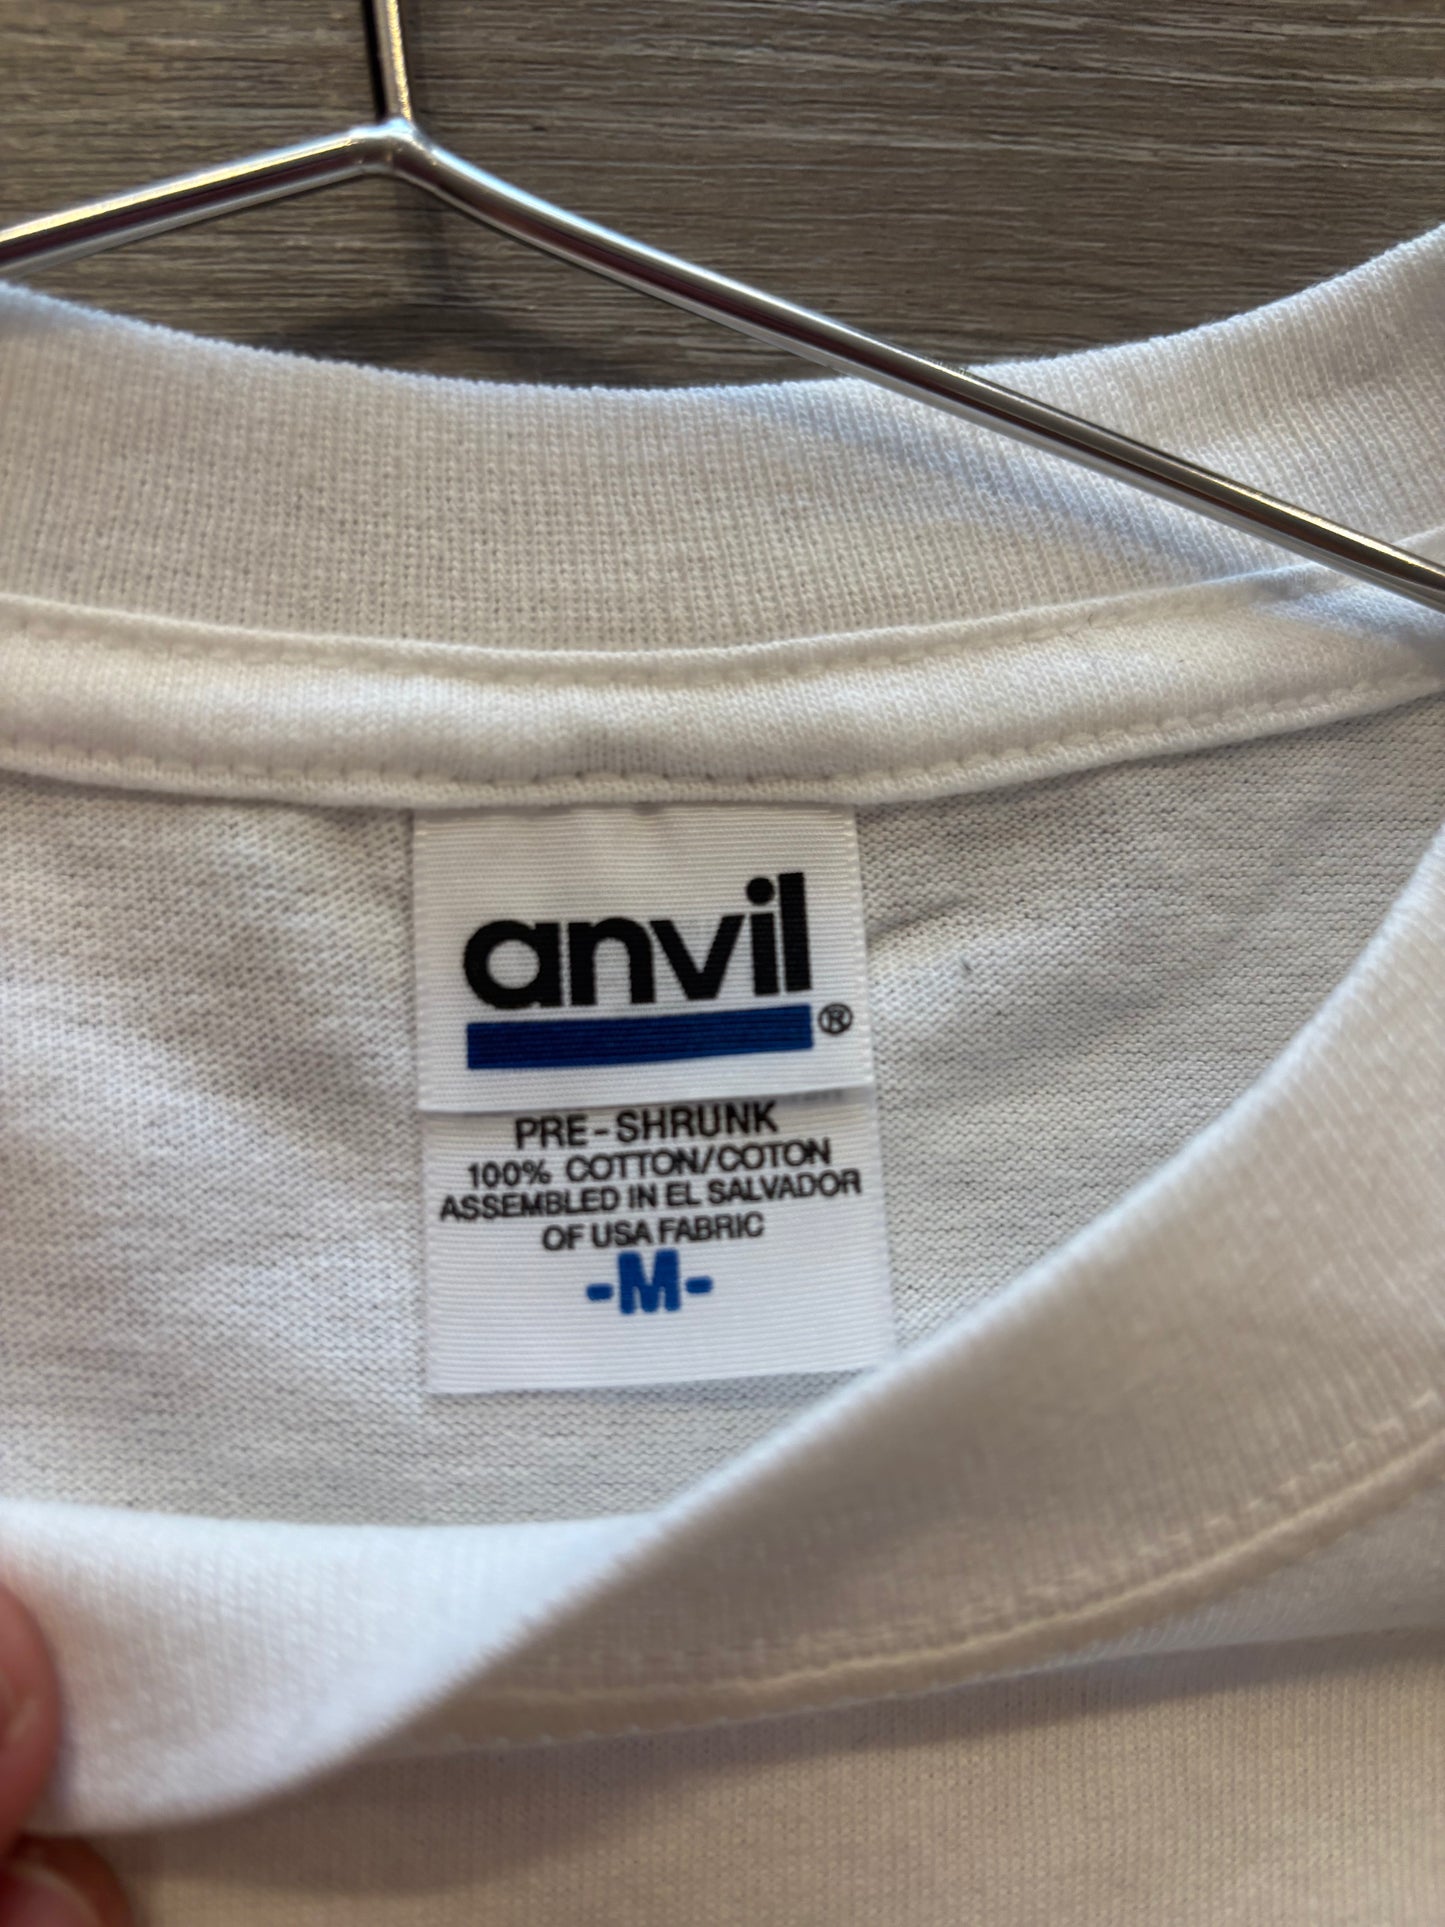 anvil®
PRE-SHRUNK
100% COTTON/COTON
ASSEMBLED IN EL SALVADOR
OF USA FABRIC
-M-